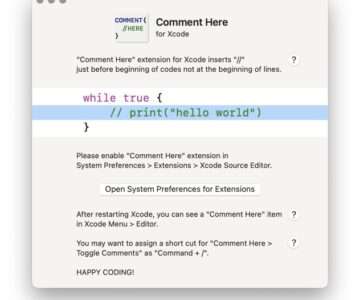 COMMENT{
//HERE
}
Comment Here
for Xcode
"Comment Here" extension for Xcode inserts "//"
just before beginning of codes not at the beginning of lines.
?
while true {
// print("hello world")
}
Please enable "Comment Here" extension in
System Preferences > Extensions > Xcode Source Editor.
Open System Preferences for Extensions
After restarting Xcode, you can see a "Comment Here" item
in Xcode Menu > Editor.
?
You may want to assign a short cut for "Comment Here >
Toggle Comments" as "Command + /".
?
HAPPY CODING!